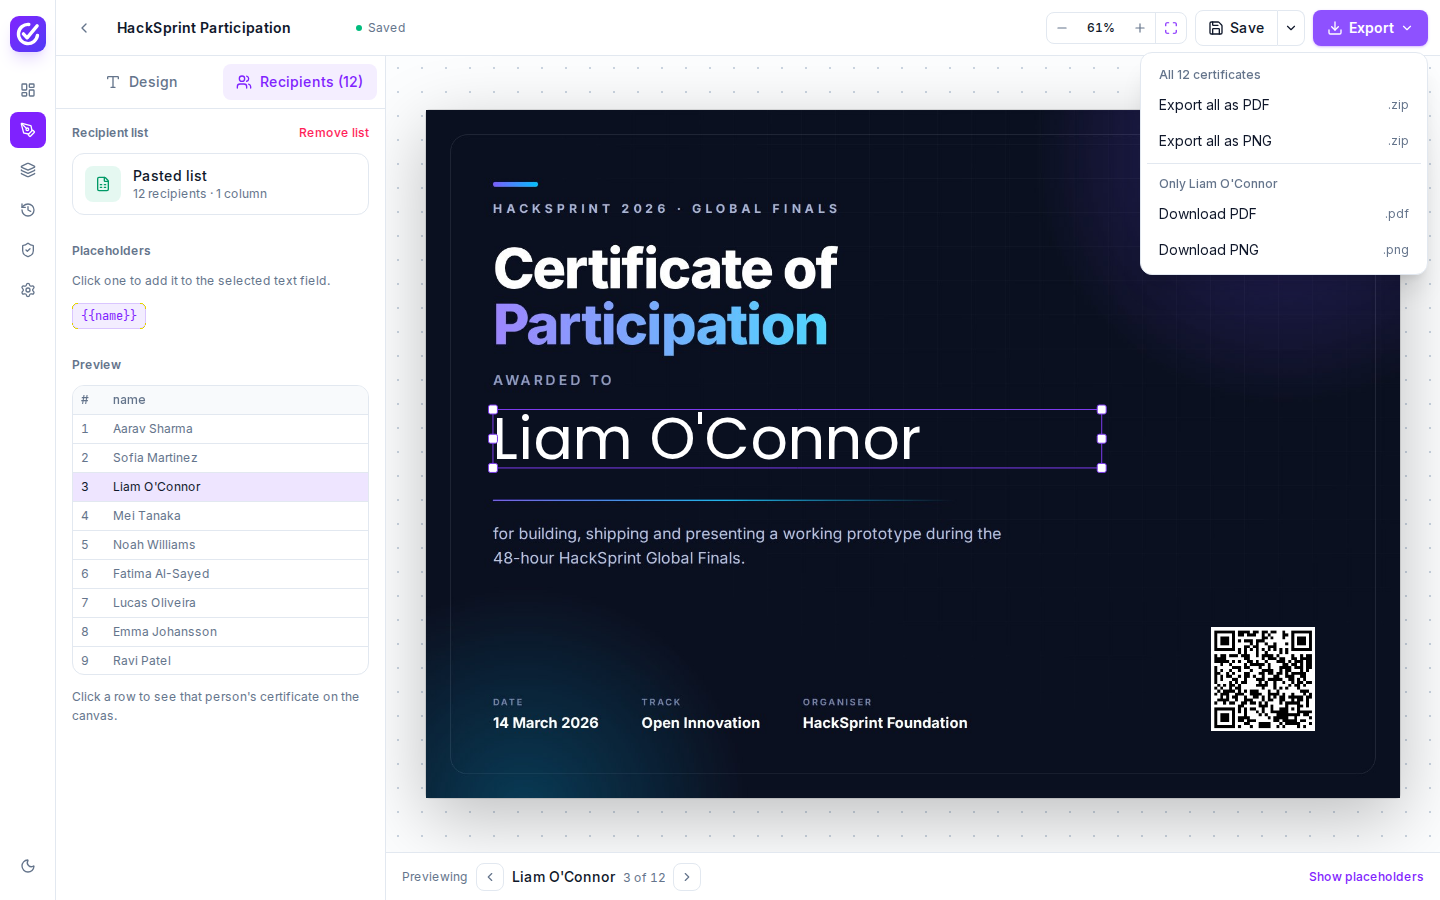 HackSprint Participation
Saved
61%
Save
Export
Design
Recipients (12)
Recipient list
Remove list
Pasted list
12 recipients · 1 column
Placeholders
Click one to add it to the selected text field.
{{name}}
Preview
# name
1 Aarav Sharma
2 Sofia Martinez
3 Liam O'Connor
4 Mei Tanaka
5 Noah Williams
6 Fatima Al-Sayed
7 Lucas Oliveira
8 Emma Johansson
9 Ravi Patel
Click a row to see that person's certificate on the
canvas.
All 12 certificates
Export all as PDF .zip
Export all as PNG .zip
Only Liam O'Connor
Download PDF .pdf
Download PNG .png
HACKSPRINT 2026 · GLOBAL FINALS
Certificate of
Participation
AWARDED TO
Liam O'Connor
for building, shipping and presenting a working prototype during the
48-hour HackSprint Global Finals.
DATE TRACK ORGANISER
14 March 2026 Open Innovation HackSprint Foundation
Previewing Liam O'Connor 3 of 12
Show placeholders